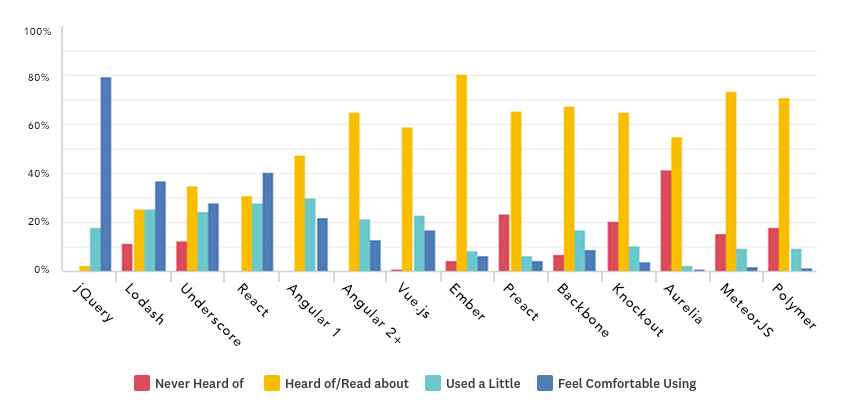 100%
80%
60%
40%
20%
0%
jQuery
Lodash
Underscore
React
Angular 1
Angular 2+
Vue.js
Ember
Preact
Backbone
Knockout
Aurelia
MeteorJS
Polymer
Never Heard of
Heard of/Read about
Used a Little
Feel Comfortable Using